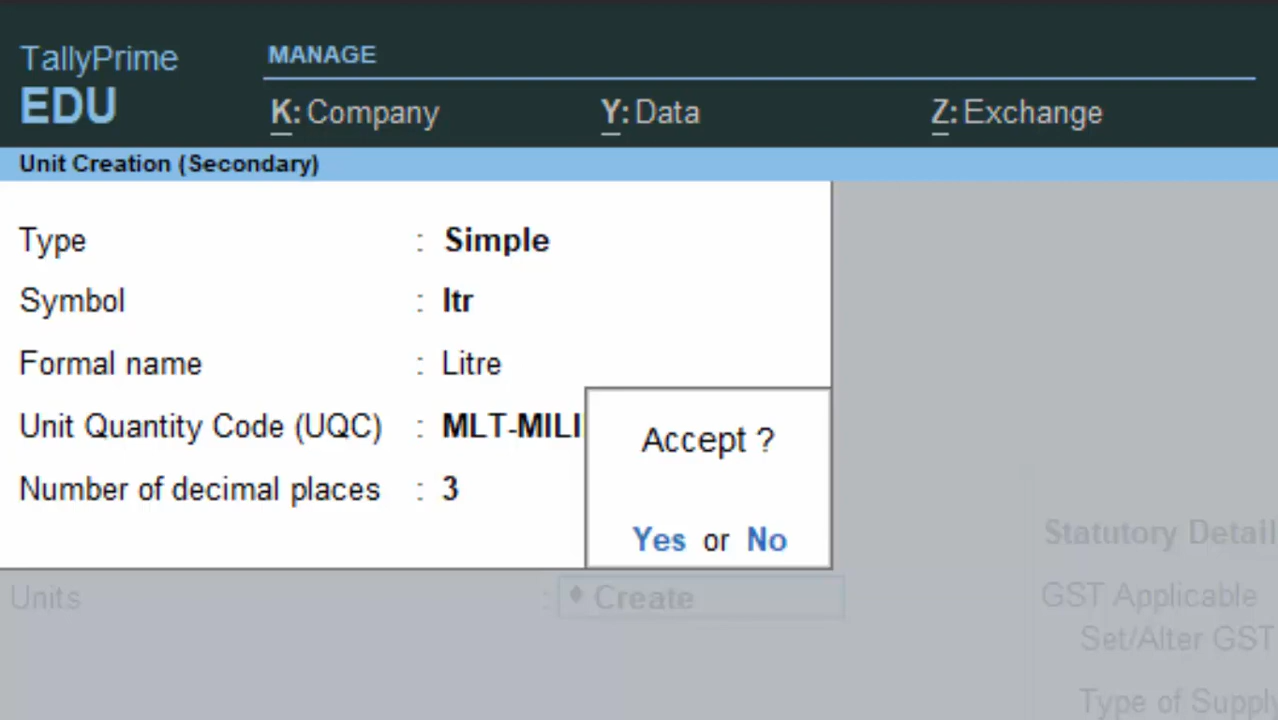 TallyPrime
EDU
MANAGE
K: Company Y: Data Z: Exchange
Unit Creation (Secondary)
Type : Simple
Symbol : ltr
Formal name : Litre
Unit Quantity Code (UQC) : MLT-MILI
Number of decimal places : 3
Accept ?
Yes or No
Statutory Detail
Units : Create
GST Applicable
Set/Alter GST
Type of Supply